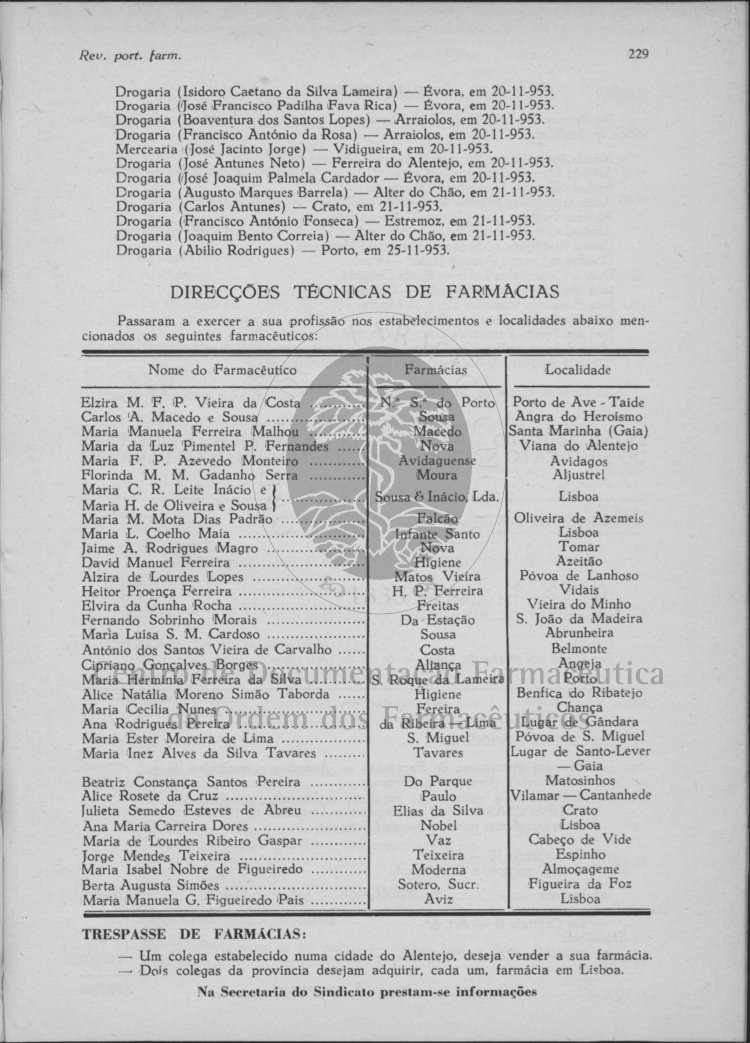 Rev. port. farm. 229
Drogaria (Isidoro Caetano da Silva Lameira) — Évora, em 20-11-953.
Drogaria (José Francisco Padilha Fava Rica) — Évora, em 20-11-953.
Drogaria (Boaventura dos Santos Lopes) — Arraiolos, em 20-11-953.
Drogaria (Francisco António da Rosa) — Arraiolos, em 20-11-953.
Mercearia (José Jacinto Jorge) — Vidigueira, em 20-11-953.
Drogaria (José Antunes Neto) — Ferreira do Alentejo, em 20-11-953.
Drogaria (José Joaquim Palmela Cardador — Évora, em 20-11-953.
Drogaria (Augusto Marques Barrela) — Alter do Chão, em 21-11-953.
Drogaria (Carlos Antunes) — Crato, em 21-11-953.
Drogaria (Francisco António Fonseca) — Estremoz, em 21-11-953.
Drogaria (Joaquim Bento Correia) — Alter do Chão, em 21-11-953.
Drogaria (Abílio Rodrigues) — Porto, em 25-11-953.
DIRECÇÕES TÉCNICAS DE FARMÁCIAS
Passaram a exercer a sua profissão nos estabelecimentos e localidades abaixo men-
cionados os seguintes farmacêuticos:
Nome do Farmacêutico Farmácias Localidade
Elzira M. F. P. Vieira da Costa .......... N.ª S.ª do Porto Porto de Ave - Taíde
Carlos A. Macedo e Sousa .................. Sousa Angra do Heroísmo
Maria Manuela Ferreira Malhou ............ Macedo Santa Marinha (Gaia)
Maria da Luz Pimentel P. Fernandes ...... Nova Viana do Alentejo
Maria F. P. Azevedo Monteiro ........... Avidaguense Avidagos
Florinda M. M. Gadanho Serra ........... Moura Aljustrel
Maria C. R. Leite Inácio e }
Maria H. de Oliveira e Sousa } ............... Sousa & Inácio, Lda. Lisboa
Maria M. Mota Dias Padrão ............... Falcão Oliveira de Azemeis
Maria L. Coelho Maia ...................... Infante Santo Lisboa
Jaime A. Rodrigues Magro ................. Nova Tomar
David Manuel Ferreira ...................... Higiene Azeitão
Alzira de Lourdes Lopes .................... Matos Vieira Póvoa de Lanhoso
Heitor Proença Ferreira ...................... H. P. Ferreira Vidais
Elvira da Cunha Rocha ...................... Freitas Vieira do Minho
Fernando Sobrinho Morais .................. Da Estação S. João da Madeira
Maria Luisa S. M. Cardoso ................. Sousa Abrunheira
António dos Santos Vieira de Carvalho ...... Costa Belmonte
Cipriano Gonçalves Borges .................. Aliança Angeja
Maria Hermínia Ferreira da Silva ........... S. Roque da Lameira Porto
Alice Natália Moreno Simão Taborda ...... Higiene Benfica do Ribatejo
Maria Cecília Nunes ........................ Fereira Chança
Ana Rodrigues Pereira ...................... da Ribeira — Lima Lugar de Gândara
Maria Ester Moreira de Lima ............... S. Miguel Póvoa de S. Miguel
Maria Inez Alves da Silva Tavares ......... Tavares Lugar de Santo-Lever
— Gaia
Beatriz Constança Santos Pereira ........... Do Parque Matosinhos
Alice Rosete da Cruz ........................ Paulo Vilamar — Cantanhede
Julieta Semedo Esteves de Abreu ........... Elias da Silva Crato
Ana Maria Carreira Dores .................. Nobel Lisboa
Maria de Lourdes Ribeiro Gaspar ........... Vaz Cabeço de Vide
Jorge Mendes Teixeira ....................... Teixeira Espinho
Maria Isabel Nobre de Figueiredo ........... Moderna Almoçageme
Berta Augusta Simões ........................ Sotero, Sucr. Figueira da Foz
Maria Manuela G. Figueiredo Pais ........... Aviz Lisboa
Centro de Documentação Farmacêutica
da Ordem dos Farmacêuticos
TRESPASSE DE FARMÁCIAS:
— Um colega estabelecido numa cidade do Alentejo, deseja vender a sua farmácia.
— Dois colegas da província desejam adquirir, cada um, farmácia em Lisboa.
Na Secretaria do Sindicato prestam-se informações